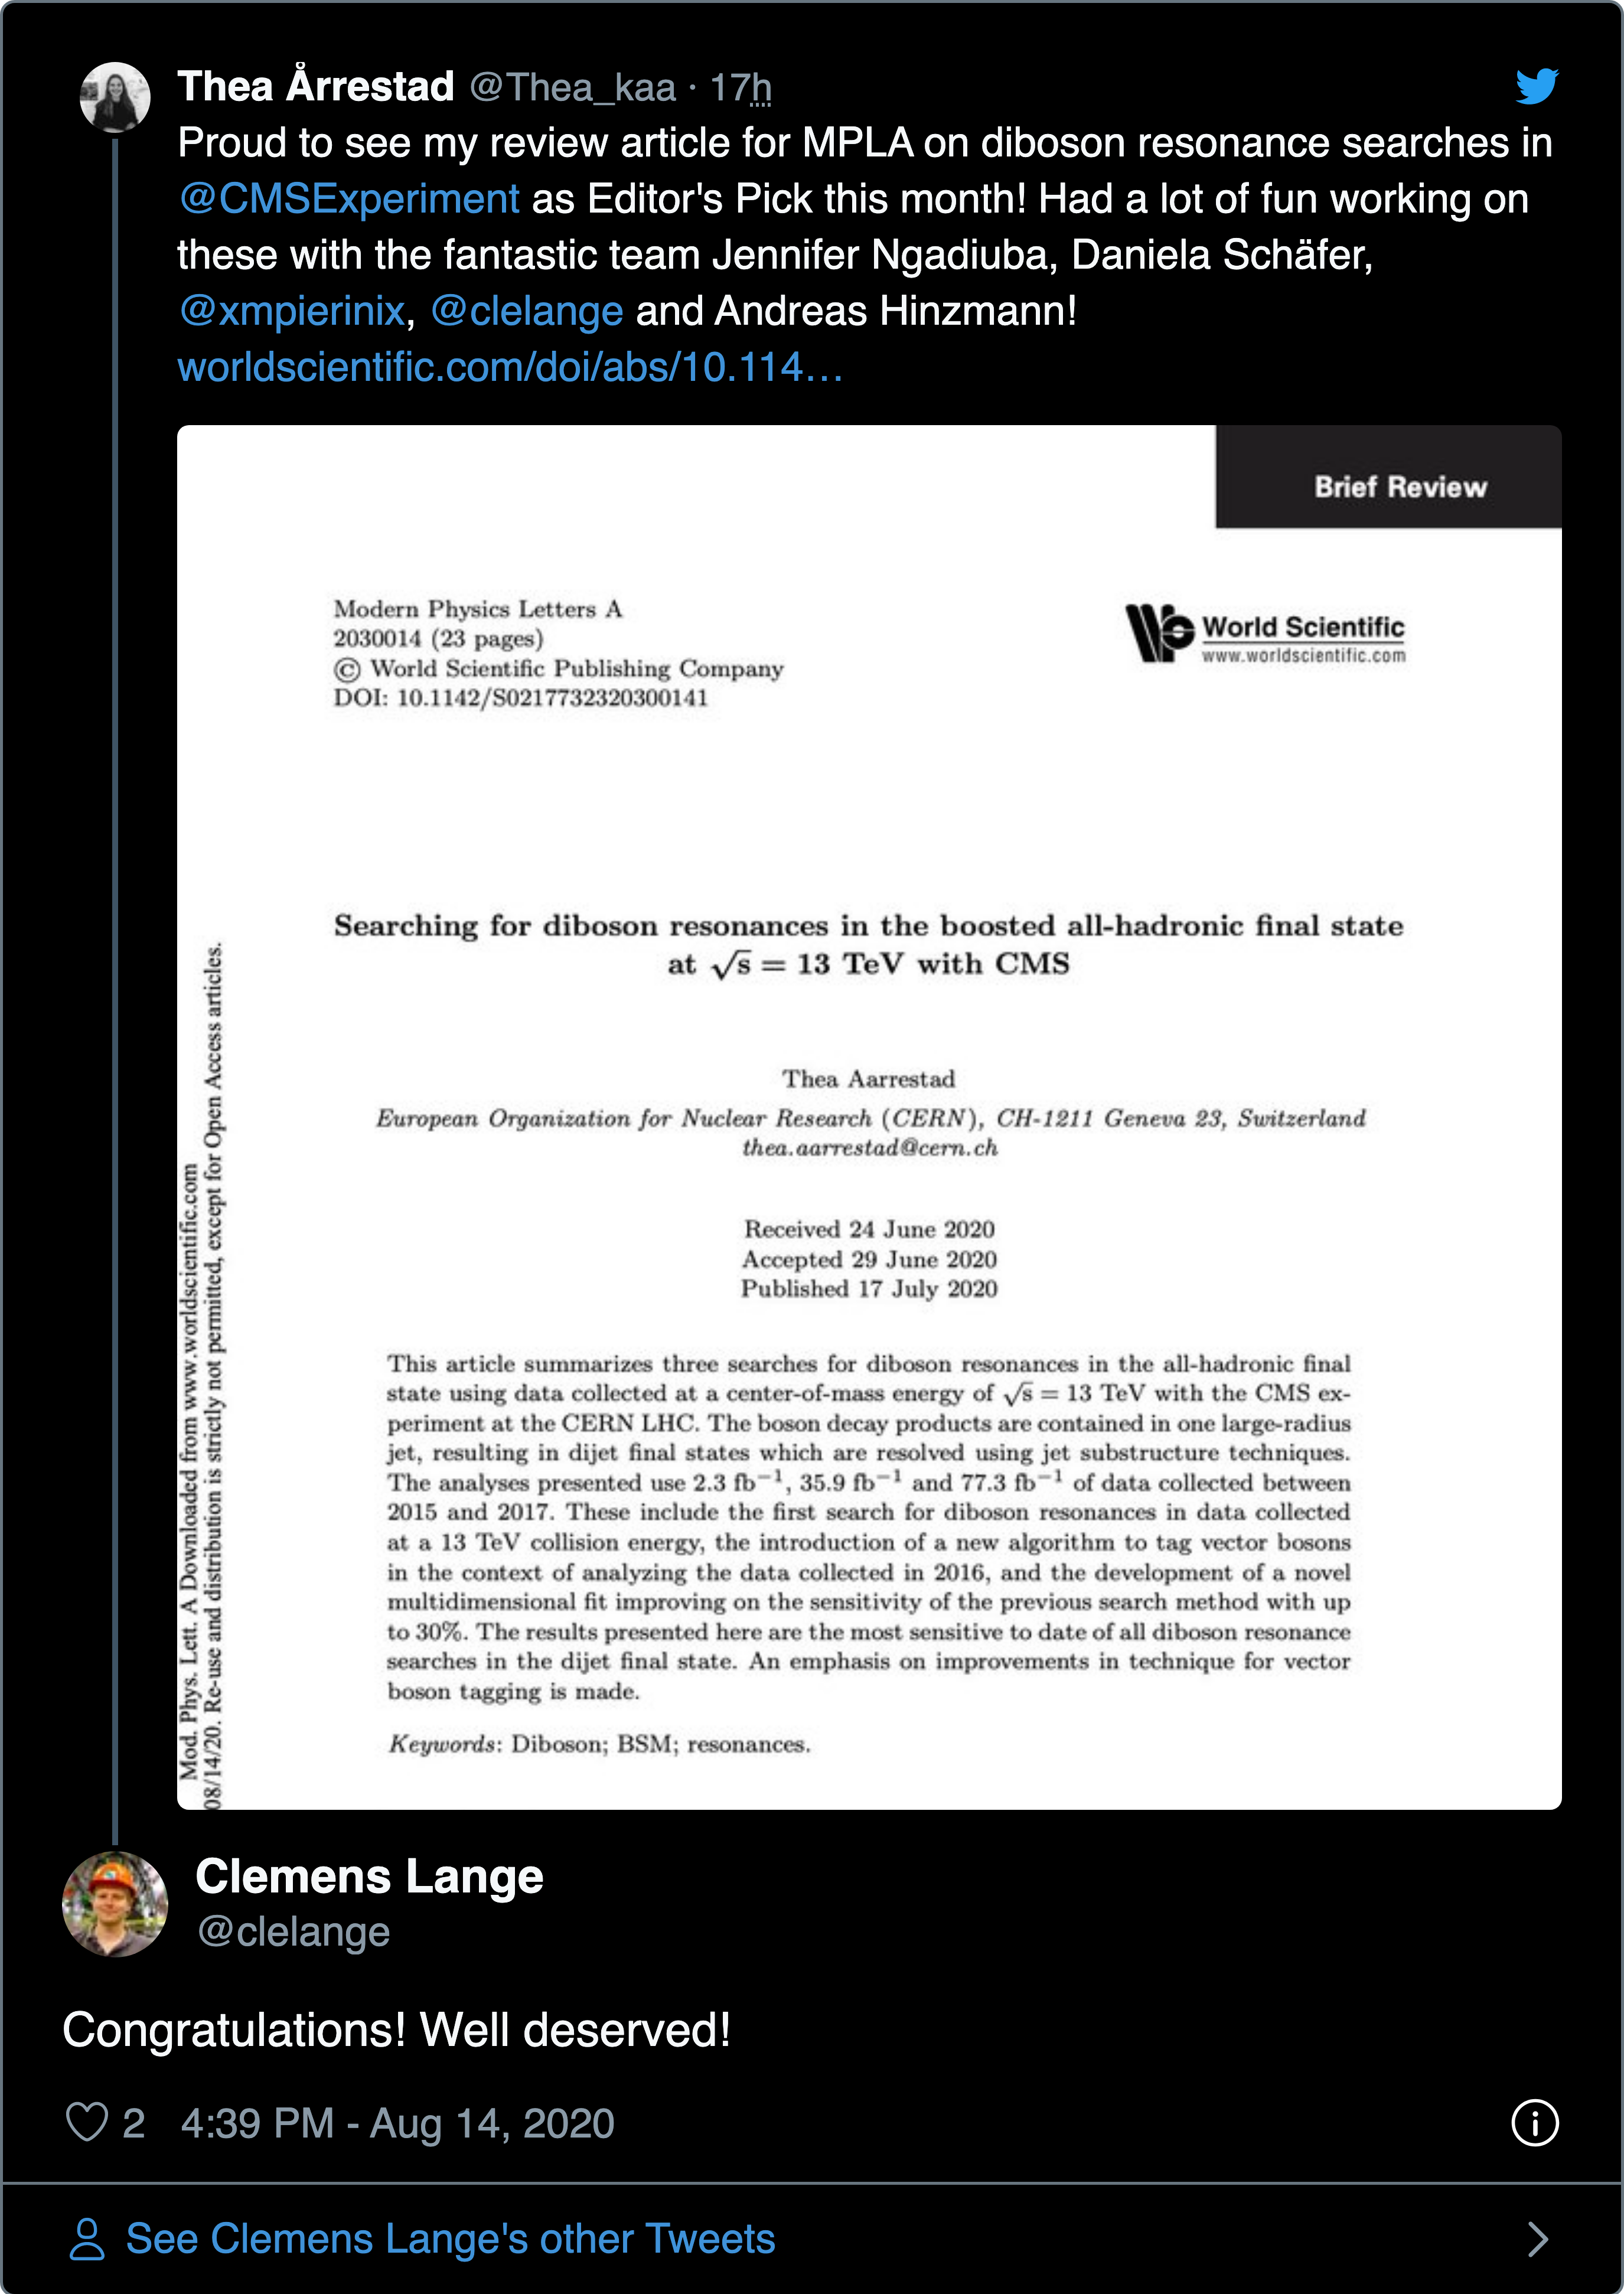 Thea Årrestad @Thea_kaa · 17h
Proud to see my review article for MPLA on diboson resonance searches in
@CMSExperiment as Editor's Pick this month! Had a lot of fun working on
these with the fantastic team Jennifer Ngadiuba, Daniela Schäfer,
@xmpierinix, @clelange and Andreas Hinzmann!
worldscientific.com/doi/abs/10.114…
Brief Review
Modern Physics Letters A
2030014 (23 pages)
© World Scientific Publishing Company
DOI: 10.1142/S0217732320300141
World Scientific
www.worldscientific.com
Searching for diboson resonances in the boosted all-hadronic final state
at √s = 13 TeV with CMS
Thea Aarrestad
European Organization for Nuclear Research (CERN), CH-1211 Geneva 23, Switzerland
thea.aarrestad@cern.ch
Received 24 June 2020
Accepted 29 June 2020
Published 17 July 2020
This article summarizes three searches for diboson resonances in the all-hadronic final
state using data collected at a center-of-mass energy of √s = 13 TeV with the CMS ex-
periment at the CERN LHC. The boson decay products are contained in one large-radius
jet, resulting in dijet final states which are resolved using jet substructure techniques.
The analyses presented use 2.3 fb⁻¹, 35.9 fb⁻¹ and 77.3 fb⁻¹ of data collected between
2015 and 2017. These include the first search for diboson resonances in data collected
at a 13 TeV collision energy, the introduction of a new algorithm to tag vector bosons
in the context of analyzing the data collected in 2016, and the development of a novel
multidimensional fit improving on the sensitivity of the previous search method with up
to 30%. The results presented here are the most sensitive to date of all diboson resonance
searches in the dijet final state. An emphasis on improvements in technique for vector
boson tagging is made.
Keywords: Diboson; BSM; resonances.
Mod. Phys. Lett. A Downloaded from www.worldscientific.com
08/14/20. Re-use and distribution is strictly not permitted, except for Open Access articles.
Clemens Lange
@clelange
Congratulations! Well deserved!
2 4:39 PM - Aug 14, 2020
See Clemens Lange's other Tweets